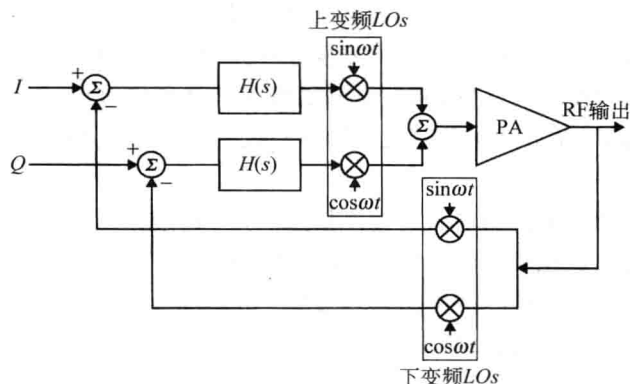 上变频LOs
sinωt
I
+
Σ
−
H(s)
Q
+
Σ
−
H(s)
cosωt
Σ
PA
RF输出
sinωt
cosωt
下变频LOs